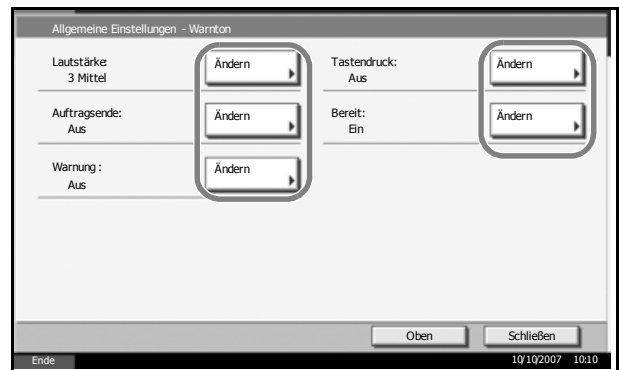 Allgemeine Einstellungen - Warnton
Lautstärke:
3 Mittel
Ändern
Tastendruck:
Aus
Ändern
Auftragsende:
Aus
Ändern
Bereit:
Ein
Ändern
Warnung :
Aus
Ändern
Oben
Schließen
Ende
10/10/2007 10:10